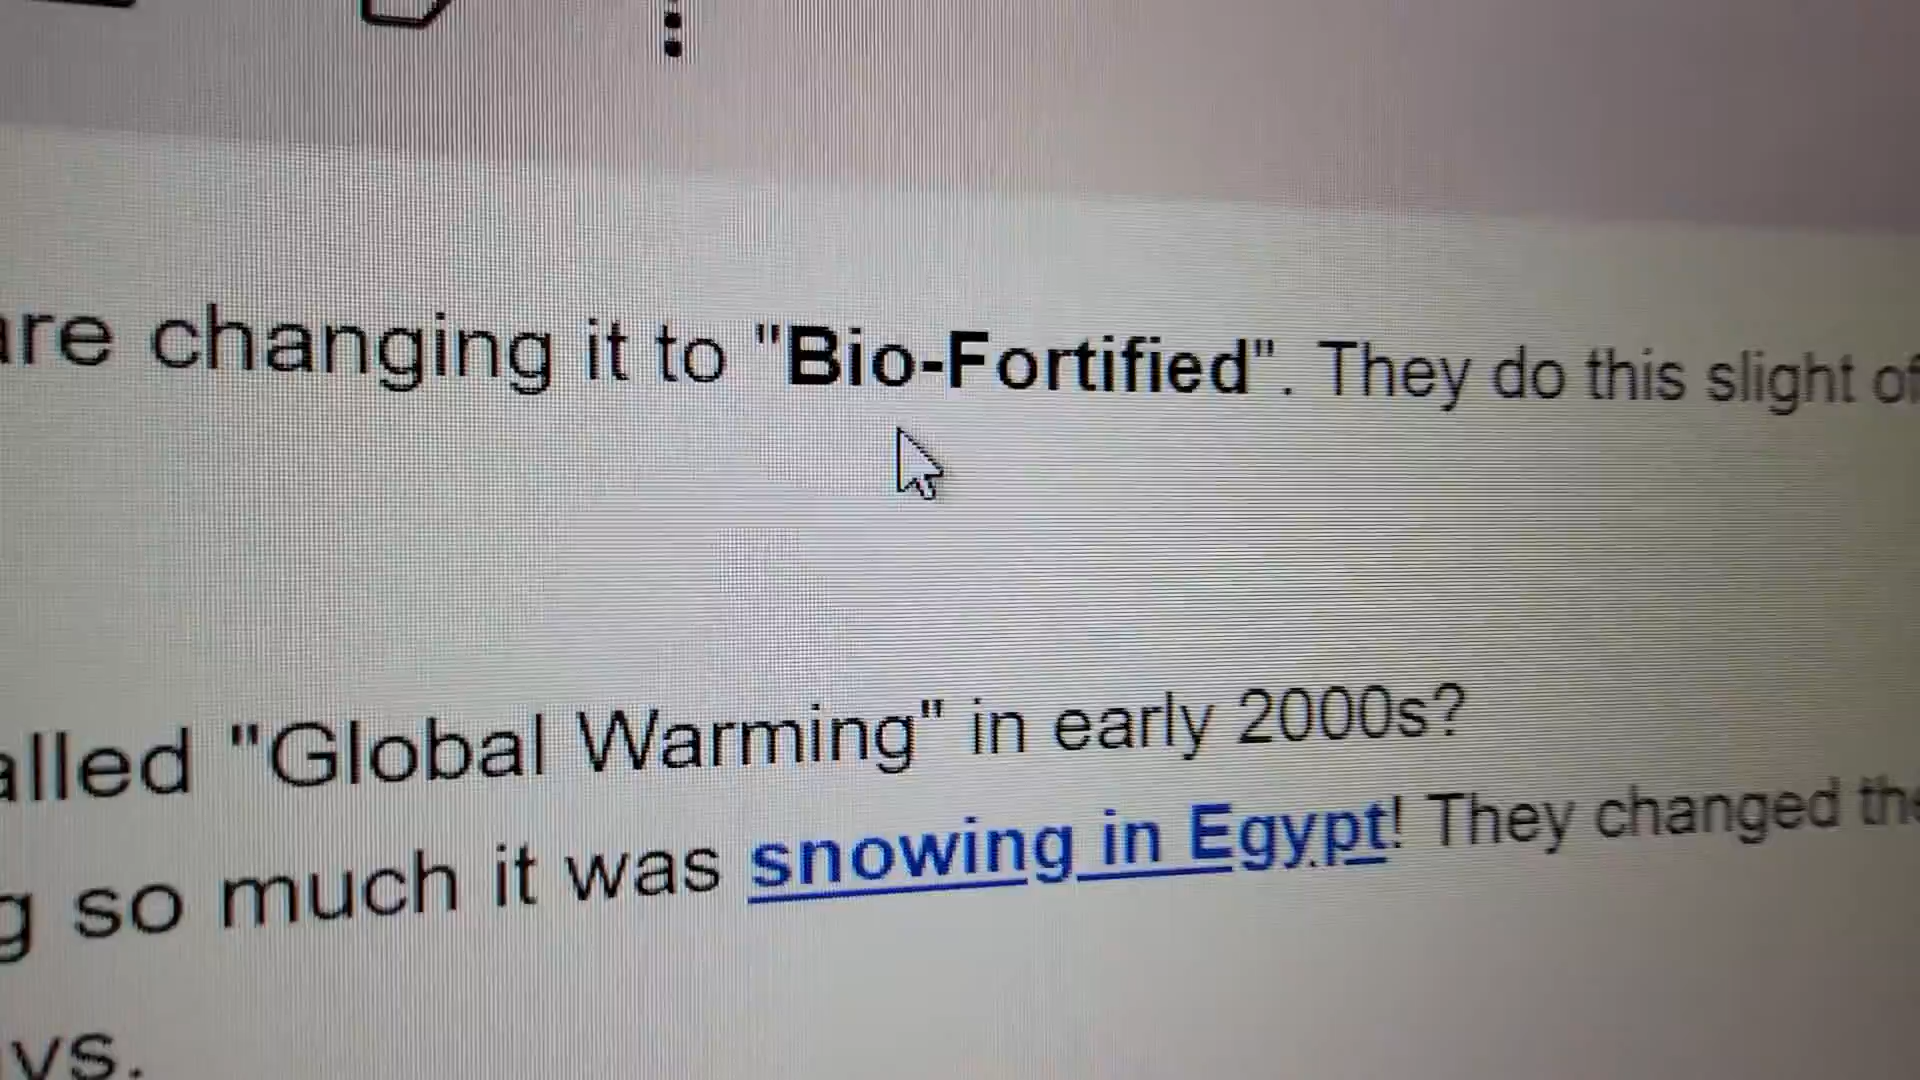 are changing it to "Bio-Fortified". They do this slight of
alled "Global Warming" in early 2000s?
g so much it was snowing in Egypt! They changed the
ys.